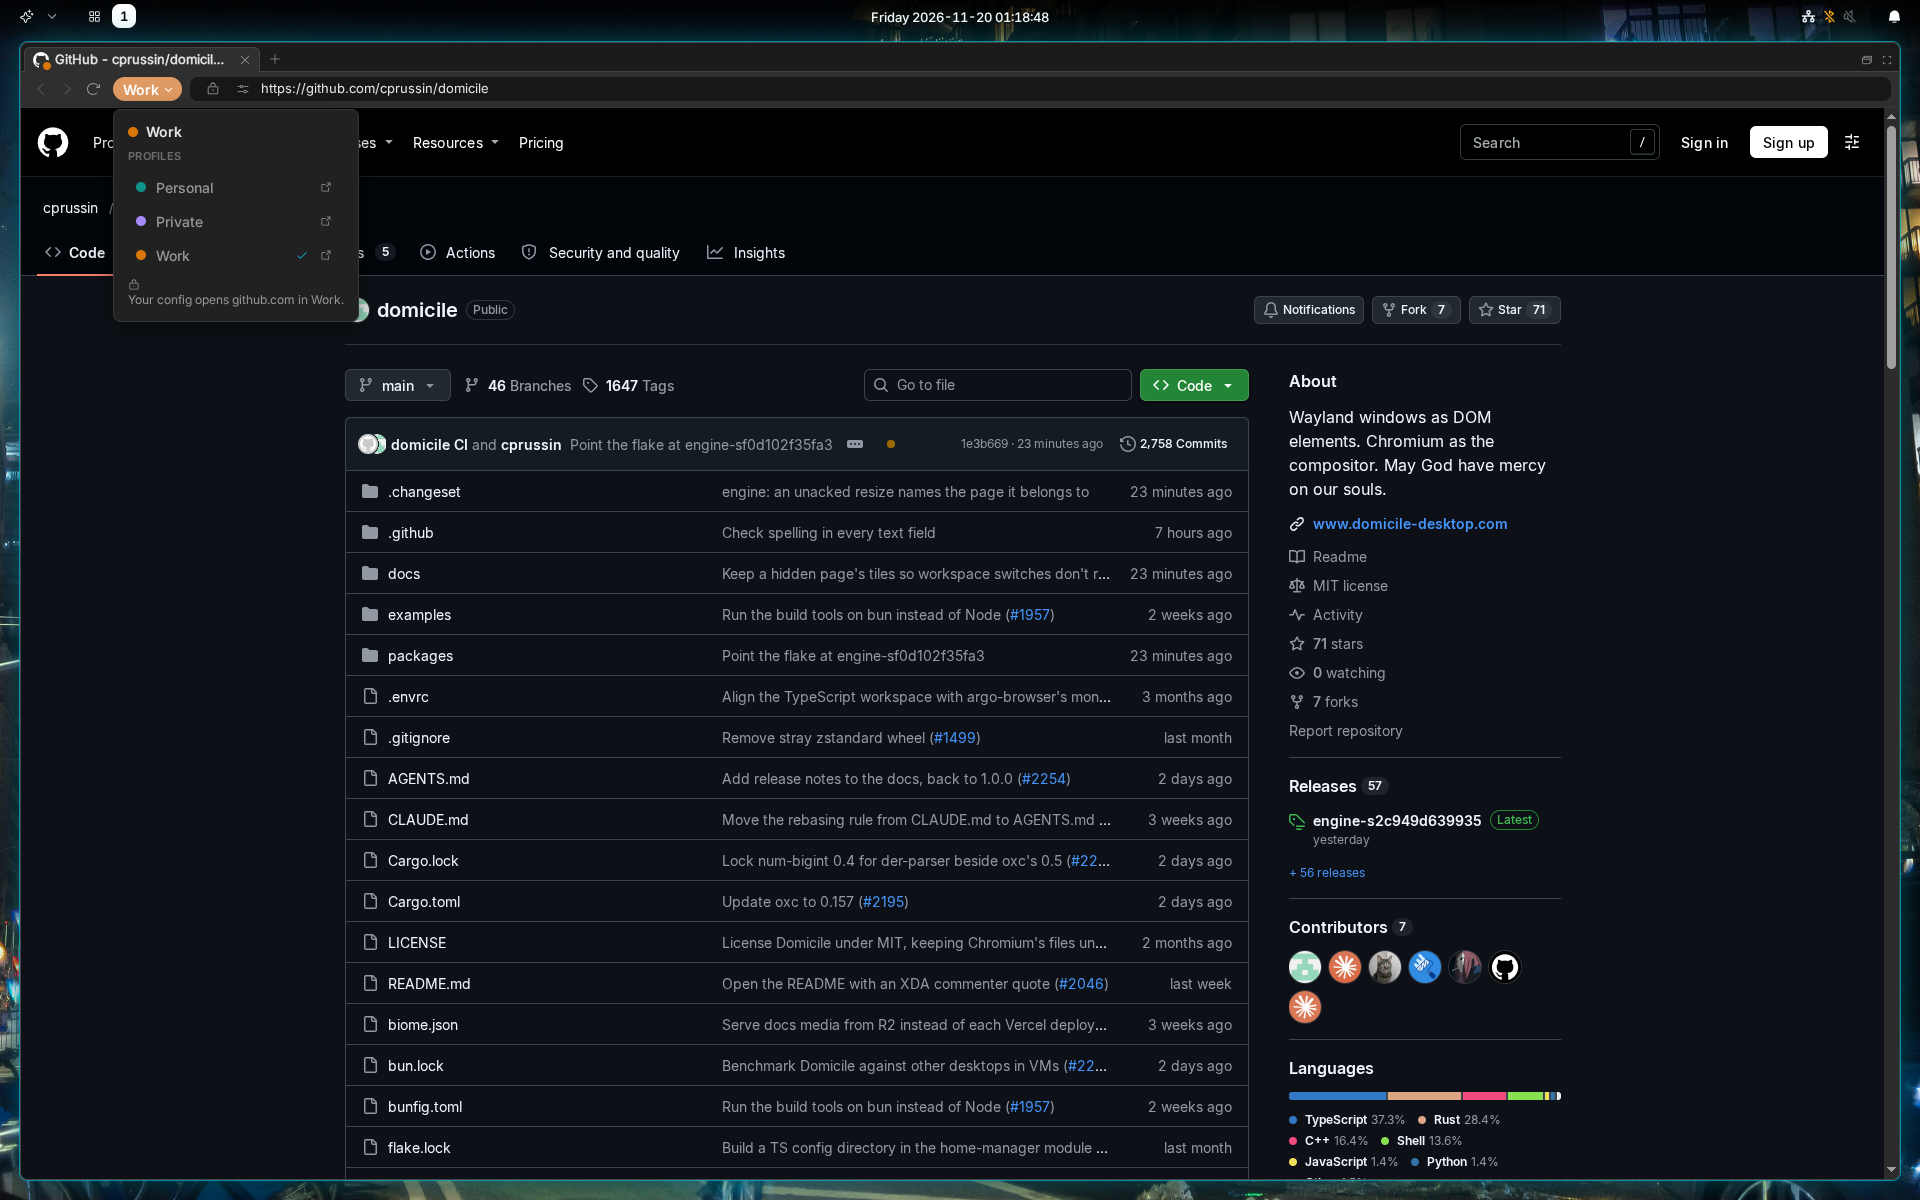 1
Friday 2026-11-20 01:18:48
GitHub - cprussin/domicil...
Work
https://github.com/cprussin/domicile
Work
PROFILES
Personal
Private
Work
Your config opens github.com in Work.
Resources
Pricing
Search
/
Sign in
Sign up
cprussin /
Code
5
Actions
Security and quality
Insights
domicile
Public
Notifications
Fork 7
Star 71
main
46 Branches
1647 Tags
Go to file
Code
domicile CI and cprussin Point the flake at engine-sf0d102f35fa3
1e3b669 · 23 minutes ago
2,758 Commits
.changeset engine: an unacked resize names the page it belongs to 23 minutes ago
.github Check spelling in every text field 7 hours ago
docs Keep a hidden page's tiles so workspace switches don't r... 23 minutes ago
examples Run the build tools on bun instead of Node (#1957) 2 weeks ago
packages Point the flake at engine-sf0d102f35fa3 23 minutes ago
.envrc Align the TypeScript workspace with argo-browser's mon... 3 months ago
.gitignore Remove stray zstandard wheel (#1499) last month
AGENTS.md Add release notes to the docs, back to 1.0.0 (#2254) 2 days ago
CLAUDE.md Move the rebasing rule from CLAUDE.md to AGENTS.md ... 3 weeks ago
Cargo.lock Lock num-bigint 0.4 for der-parser beside oxc's 0.5 (#22... 2 days ago
Cargo.toml Update oxc to 0.157 (#2195) 2 days ago
LICENSE License Domicile under MIT, keeping Chromium's files un... 2 months ago
README.md Open the README with an XDA commenter quote (#2046) last week
biome.json Serve docs media from R2 instead of each Vercel deploy... 3 weeks ago
bun.lock Benchmark Domicile against other desktops in VMs (#22... 2 days ago
bunfig.toml Run the build tools on bun instead of Node (#1957) 2 weeks ago
flake.lock Build a TS config directory in the home-manager module ... last month
About
Wayland windows as DOM
elements. Chromium as the
compositor. May God have mercy
on our souls.
www.domicile-desktop.com
Readme
MIT license
Activity
71 stars
0 watching
7 forks
Report repository
Releases 57
engine-s2c949d639935 Latest
yesterday
+ 56 releases
Contributors 7
Languages
TypeScript 37.3% Rust 28.4%
C++ 16.4% Shell 13.6%
JavaScript 1.4% Python 1.4%